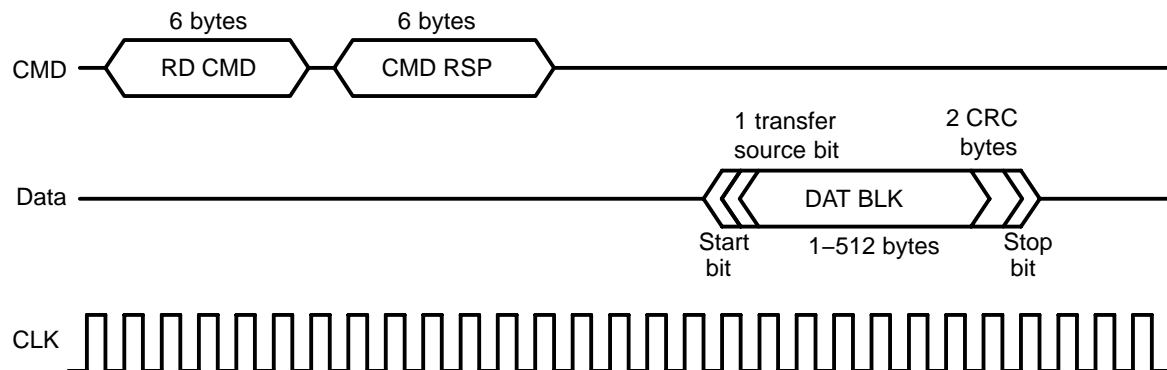 6 bytes
6 bytes
CMD
RD CMD
CMD RSP
1 transfer
source bit
2 CRC
bytes
Data
DAT BLK
Start
bit
1–512 bytes
Stop
bit
CLK